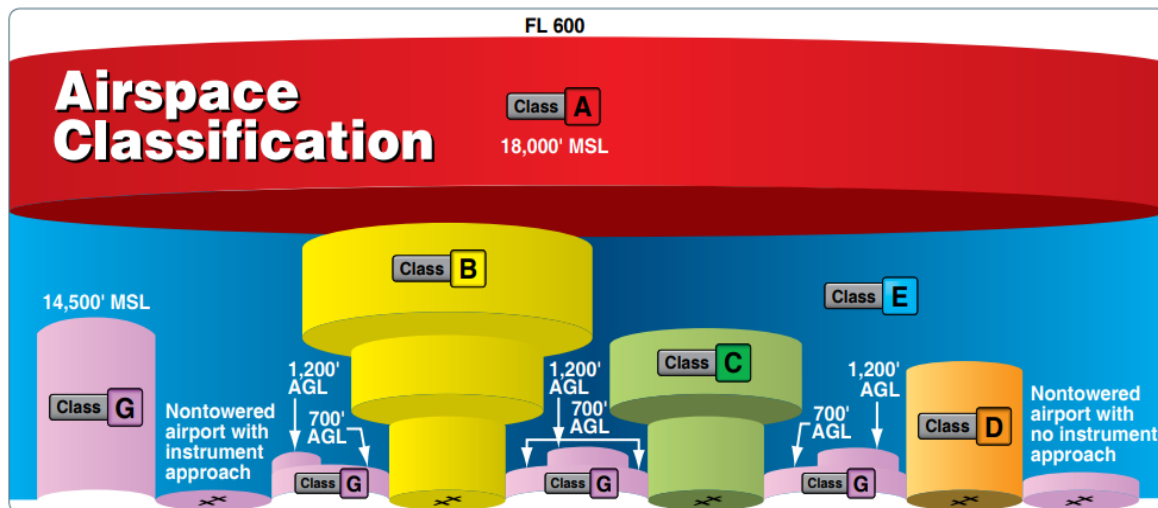 FL 600
Airspace
Classification
Class A
18,000' MSL
Class B
Class E
14,500' MSL
Class C
1,200'
AGL
1,200'
AGL
1,200'
AGL
Class G
Nontowered
airport with
instrument
approach
700'
AGL
700'
AGL
700'
AGL
Class D
Nontowered
airport with
no instrument
approach
Class G
Class G
Class G